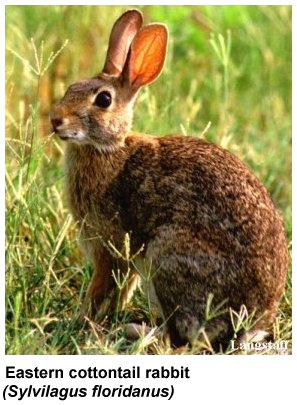 Langstaff
Eastern cottontail rabbit
(Sylvilagus floridanus)